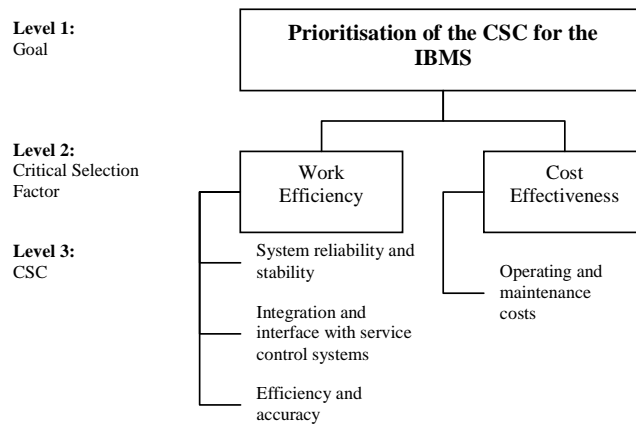 Level 1:
Goal
Prioritisation of the CSC for the
IBMS
Level 2:
Critical Selection
Factor
Work
Efficiency
Cost
Effectiveness
Level 3:
CSC
System reliability and
stability
Integration and
interface with service
control systems
Efficiency and
accuracy
Operating and
maintenance
costs